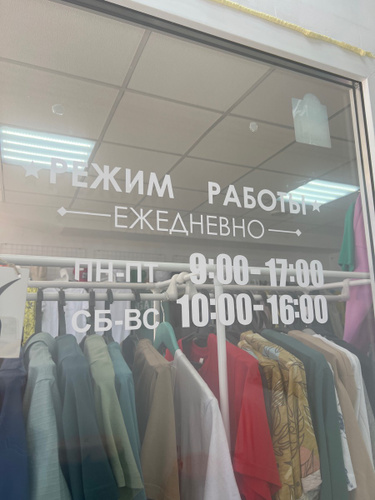 РЕЖИМ РАБОТЫ
ЕЖЕДНЕВНО
ПН-ПТ 9:00-17:00
СБ-ВС 10:00-16:00